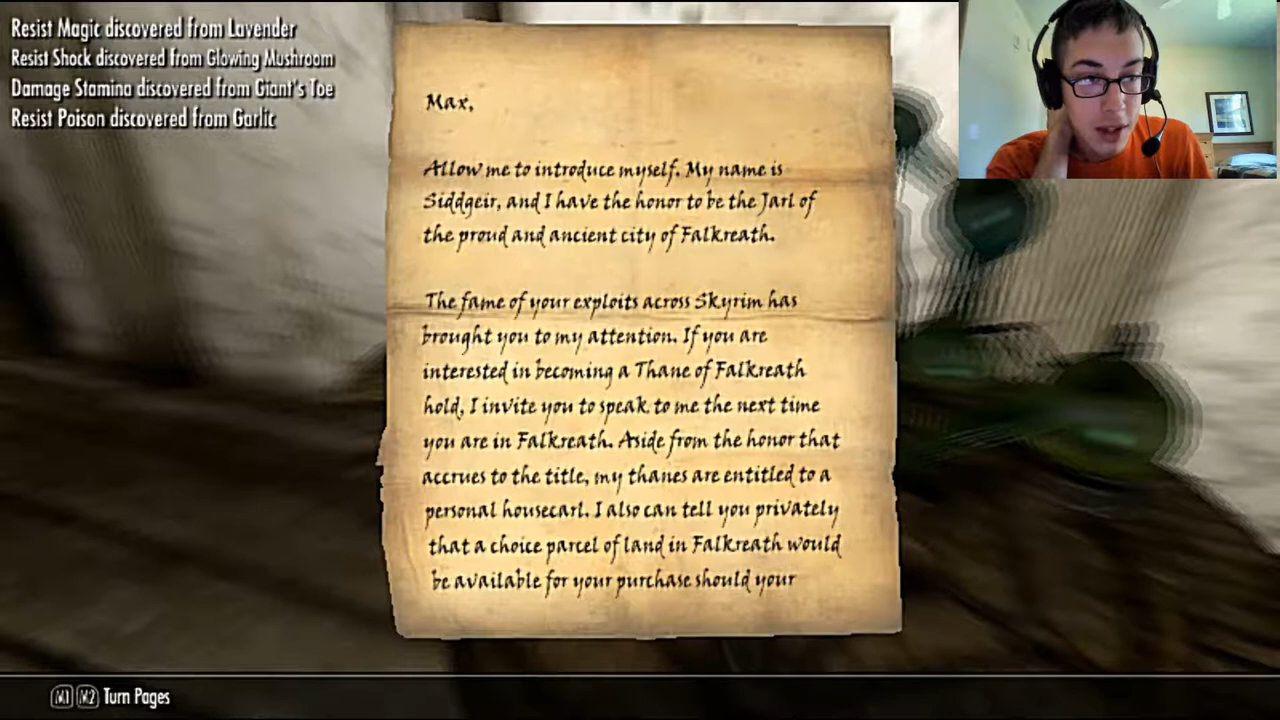 Resist Magic discovered from Lavender
Resist Shock discovered from Glowing Mushroom
Damage Stamina discovered from Giant's Toe
Resist Poison discovered from Garlic
Max,
Allow me to introduce myself. My name is
Siddgeir, and I have the honor to be the Jarl of
the proud and ancient city of Falkreath.
The fame of your exploits across Skyrim has
brought you to my attention. If you are
interested in becoming a Thane of Falkreath
hold, I invite you to speak to me the next time
you are in Falkreath. Aside from the honor that
accrues to the title, my thanes are entitled to a
personal housecarl. I also can tell you privately
that a choice parcel of land in Falkreath would
be available for your purchase should your
M1 M2 Turn Pages